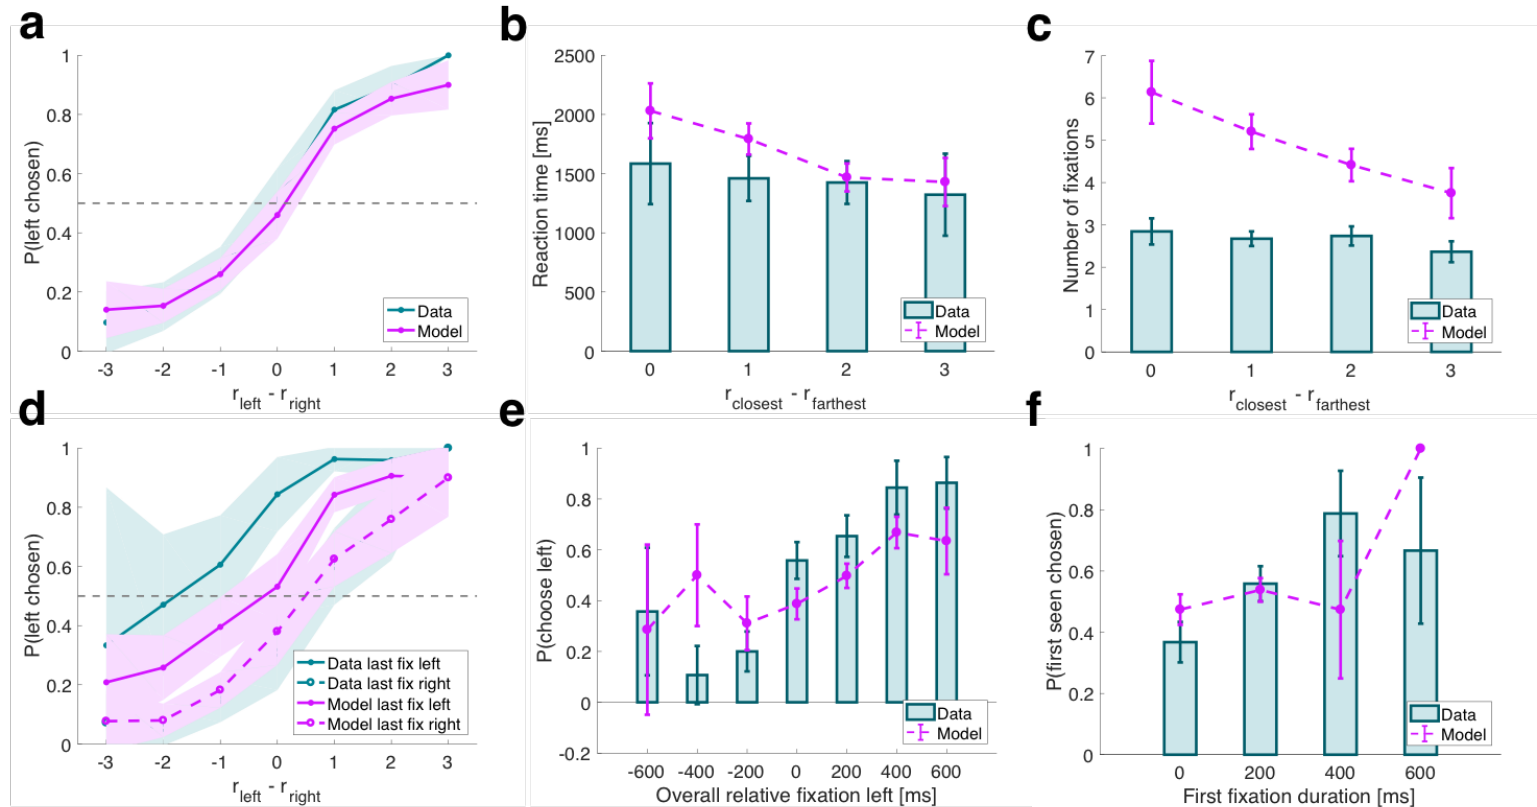 a
P(left chosen)
1
0.8
0.6
0.4
0.2
0
-3 -2 -1 0 1 2 3
r_left - r_right
Data
Model
b
Reaction time [ms]
2500
2000
1500
1000
500
0
0 1 2 3
r_closest - r_farthest
Data
Model
c
Number of fixations
7
6
5
4
3
2
1
0
0 1 2 3
r_closest - r_farthest
Data
Model
d
P(left chosen)
1
0.8
0.6
0.4
0.2
0
-3 -2 -1 0 1 2 3
r_left - r_right
Data last fix left
Data last fix right
Model last fix left
Model last fix right
e
P(choose left)
1
0.8
0.6
0.4
0.2
0
-0.2
-600 -400 -200 0 200 400 600
Overall relative fixation left [ms]
Data
Model
f
P(first seen chosen)
1
0.8
0.6
0.4
0.2
0
0 200 400 600
First fixation duration [ms]
Data
Model